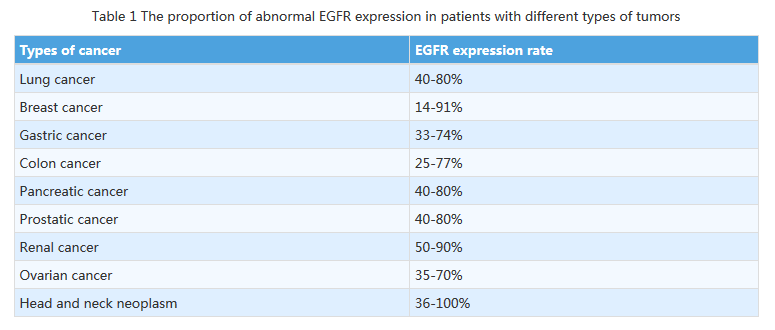 Table 1 The proportion of abnormal EGFR expression in patients with different types of tumors
Types of cancer EGFR expression rate
Lung cancer 40-80%
Breast cancer 14-91%
Gastric cancer 33-74%
Colon cancer 25-77%
Pancreatic cancer 40-80%
Prostatic cancer 40-80%
Renal cancer 50-90%
Ovarian cancer 35-70%
Head and neck neoplasm 36-100%